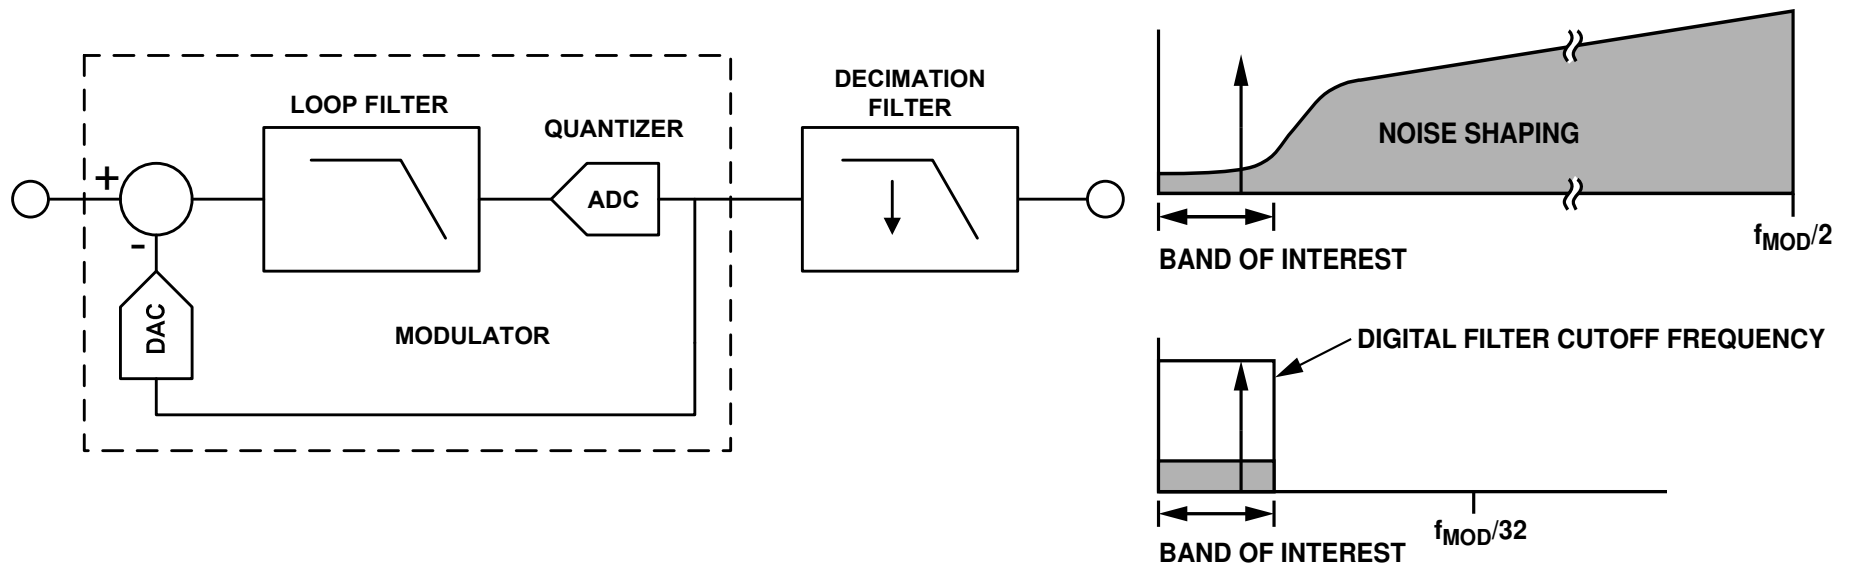 LOOP FILTER
QUANTIZER
DECIMATION
FILTER
+
-
ADC
DAC
MODULATOR
NOISE SHAPING
BAND OF INTEREST
fMOD/2
DIGITAL FILTER CUTOFF FREQUENCY
fMOD/32
BAND OF INTEREST